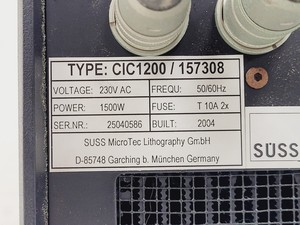 TYPE: CIC1200 / 157308
VOLTAGE: 230V AC FREQU: 50/60Hz
POWER: 1500W FUSE: T 10A 2x
SER.NR.: 25040586 BUILT: 2004
SUSS MicroTec Lithography GmbH
D-85748 Garching b. München Germany
SÜSS